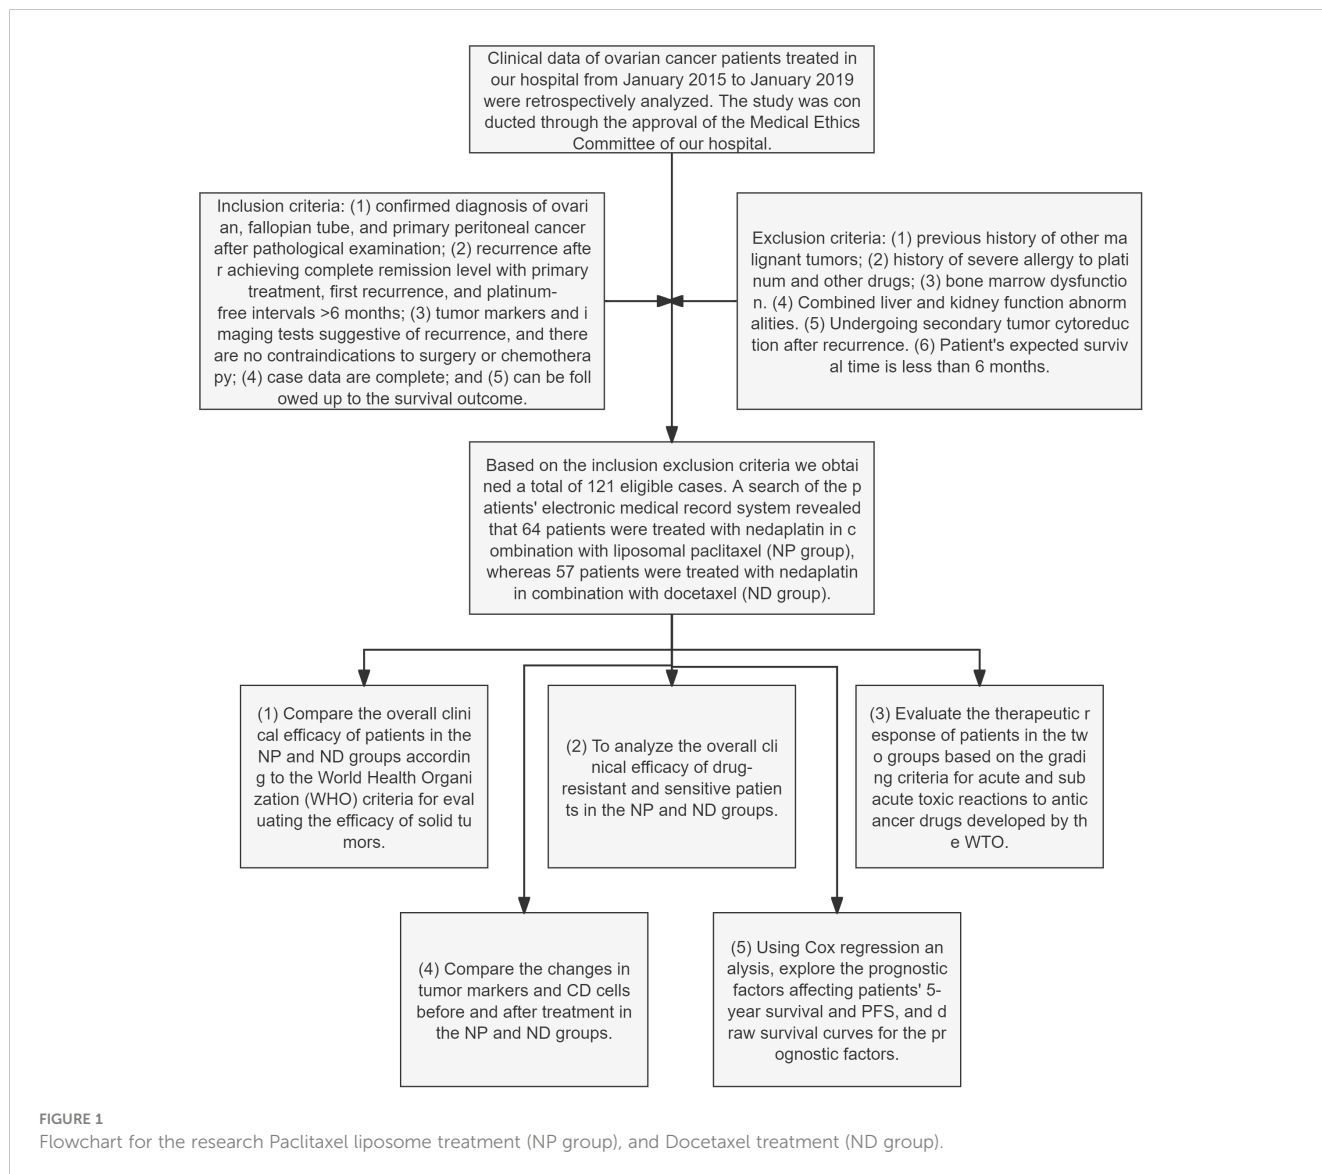 Clinical data of ovarian cancer patients treated in
our hospital from January 2015 to January 2019
were retrospectively analyzed. The study was con
ducted through the approval of the Medical Ethics
Committee of our hospital.
Inclusion criteria: (1) confirmed diagnosis of ovari
an, fallopian tube, and primary peritoneal cancer
after pathological examination; (2) recurrence afte
r achieving complete remission level with primary
treatment, first recurrence, and platinum-
free intervals >6 months; (3) tumor markers and i
maging tests suggestive of recurrence, and there
are no contraindications to surgery or chemothera
py; (4) case data are complete; and (5) can be foll
owed up to the survival outcome.
Exclusion criteria: (1) previous history of other ma
lignant tumors; (2) history of severe allergy to plati
num and other drugs; (3) bone marrow dysfunctio
n. (4) Combined liver and kidney function abnorm
alities. (5) Undergoing secondary tumor cytoreduc
tion after recurrence. (6) Patient's expected surviv
al time is less than 6 months.
Based on the inclusion exclusion criteria we obtai
ned a total of 121 eligible cases. A search of the p
atients' electronic medical record system revealed
that 64 patients were treated with nedaplatin in c
ombination with liposomal paclitaxel (NP group),
whereas 57 patients were treated with nedaplatin
in combination with docetaxel (ND group).
(1) Compare the overall clini
cal efficacy of patients in the
NP and ND groups accordin
g to the World Health Organi
zation (WHO) criteria for eval
uating the efficacy of solid tu
mors.
(2) To analyze the overall cli
nical efficacy of drug-
resistant and sensitive patien
ts in the NP and ND groups.
(3) Evaluate the therapeutic r
esponse of patients in the tw
o groups based on the gradi
ng criteria for acute and sub
acute toxic reactions to antic
ancer drugs developed by th
e WTO.
(4) Compare the changes in
tumor markers and CD cells
before and after treatment in
the NP and ND groups.
(5) Using Cox regression an
alysis, explore the prognostic
factors affecting patients' 5-
year survival and PFS, and d
raw survival curves for the pr
ognostic factors.
FIGURE 1
Flowchart for the research Paclitaxel liposome treatment (NP group), and Docetaxel treatment (ND group).